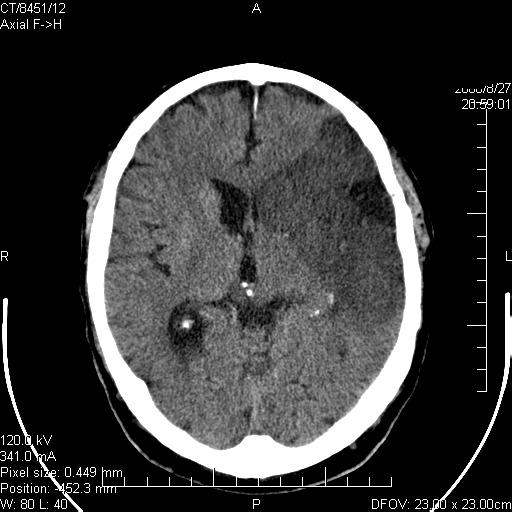 CT/8451/12
Axial F->H
A
20:59:01
R
L
120.0 kV
341.0 mA
Pixel size: 0.449 mm
Position: -452.3 mm
W: 80 L: 40
P
DFOV: 23.00 x 23.00cm